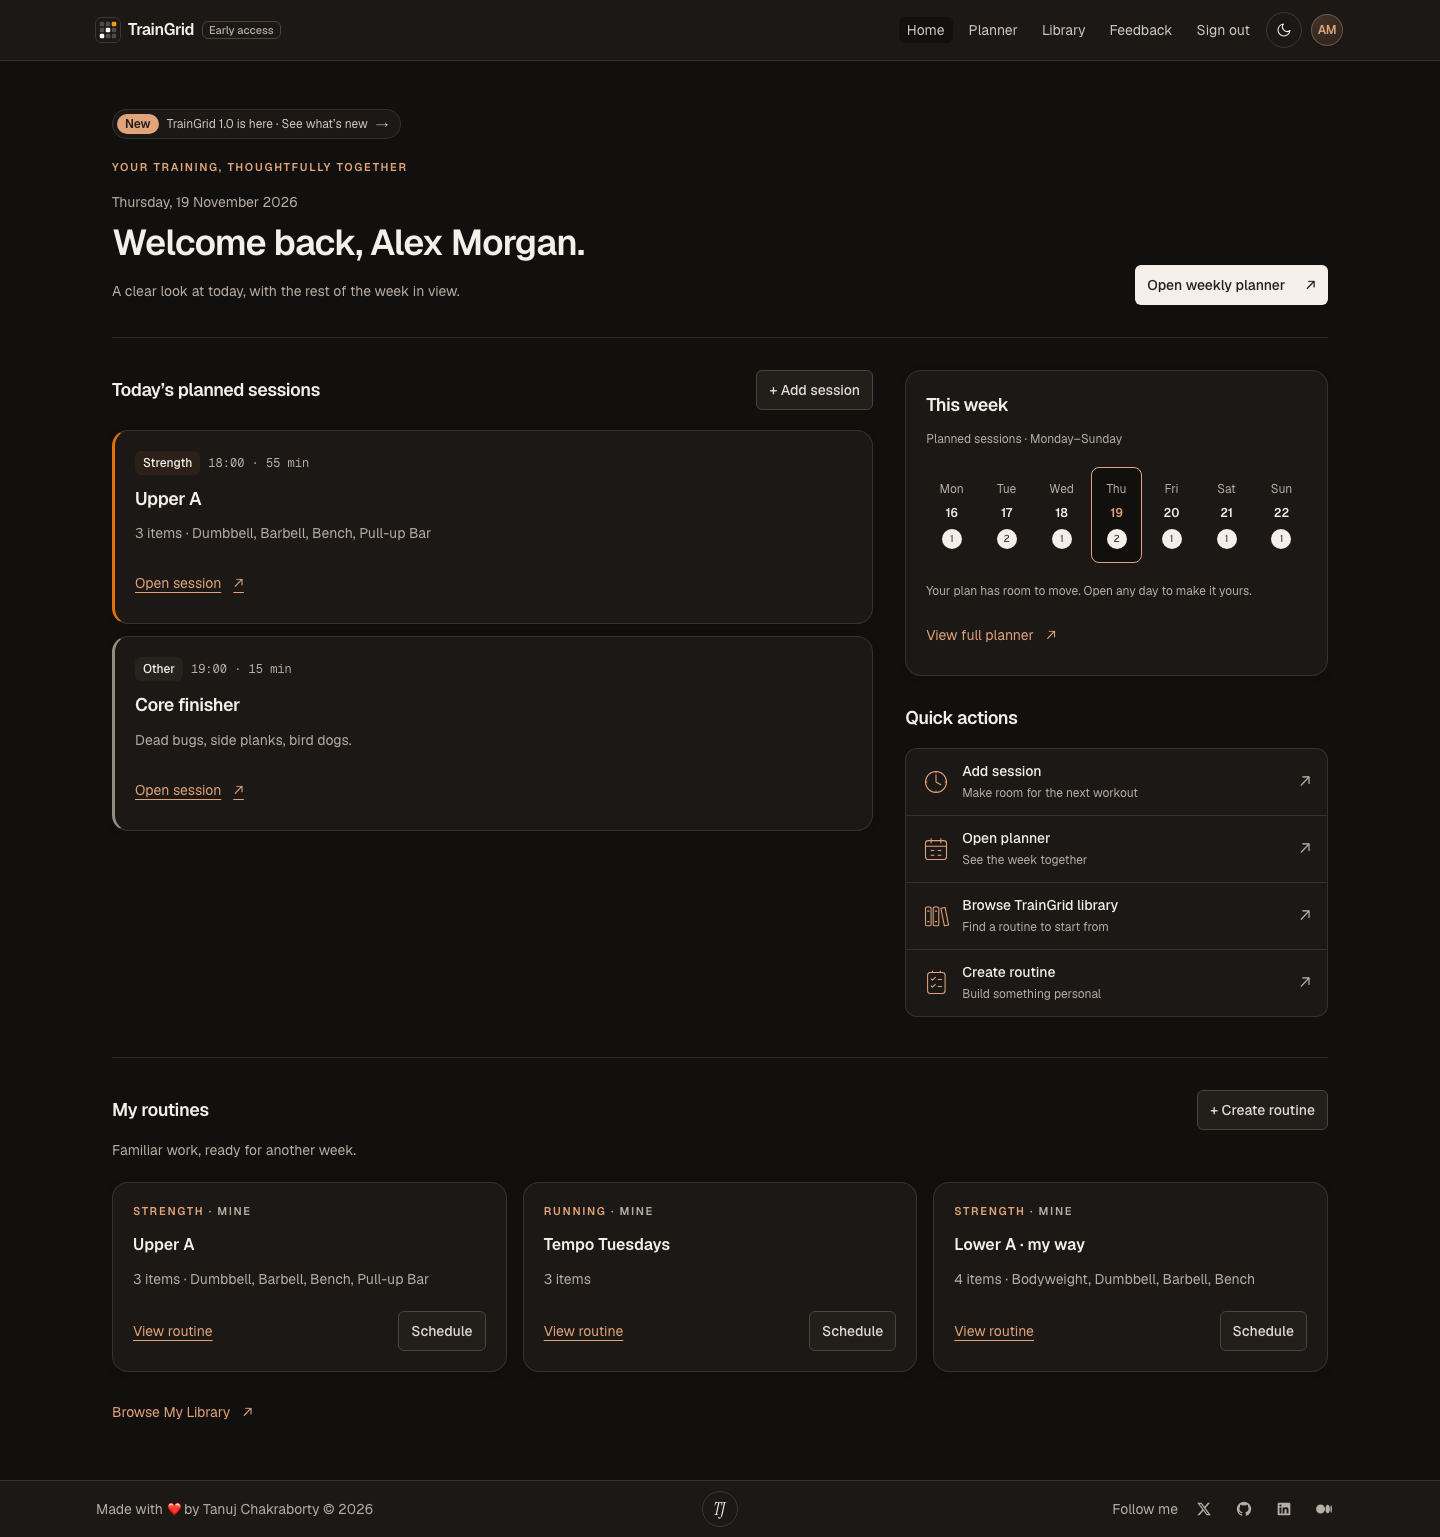 TrainGrid Early access
Home Planner Library Feedback Sign out AM
New TrainGrid 1.0 is here · See what’s new →
YOUR TRAINING, THOUGHTFULLY TOGETHER
Thursday, 19 November 2026
Welcome back, Alex Morgan.
A clear look at today, with the rest of the week in view.
Open weekly planner ↗
Today’s planned sessions
+ Add session
Strength 18:00 · 55 min
Upper A
3 items · Dumbbell, Barbell, Bench, Pull-up Bar
Open session ↗
Other 19:00 · 15 min
Core finisher
Dead bugs, side planks, bird dogs.
Open session ↗
This week
Planned sessions · Monday–Sunday
Mon Tue Wed Thu Fri Sat Sun
16 17 18 19 20 21 22
1 2 1 2 1 1 1
Your plan has room to move. Open any day to make it yours.
View full planner ↗
Quick actions
Add session ↗
Make room for the next workout
Open planner ↗
See the week together
Browse TrainGrid library ↗
Find a routine to start from
Create routine ↗
Build something personal
My routines
+ Create routine
Familiar work, ready for another week.
STRENGTH · MINE
Upper A
3 items · Dumbbell, Barbell, Bench, Pull-up Bar
View routine Schedule
RUNNING · MINE
Tempo Tuesdays
3 items
View routine Schedule
STRENGTH · MINE
Lower A · my way
4 items · Bodyweight, Dumbbell, Barbell, Bench
View routine Schedule
Browse My Library ↗
Made with ❤️ by Tanuj Chakraborty © 2026
TJ
Follow me